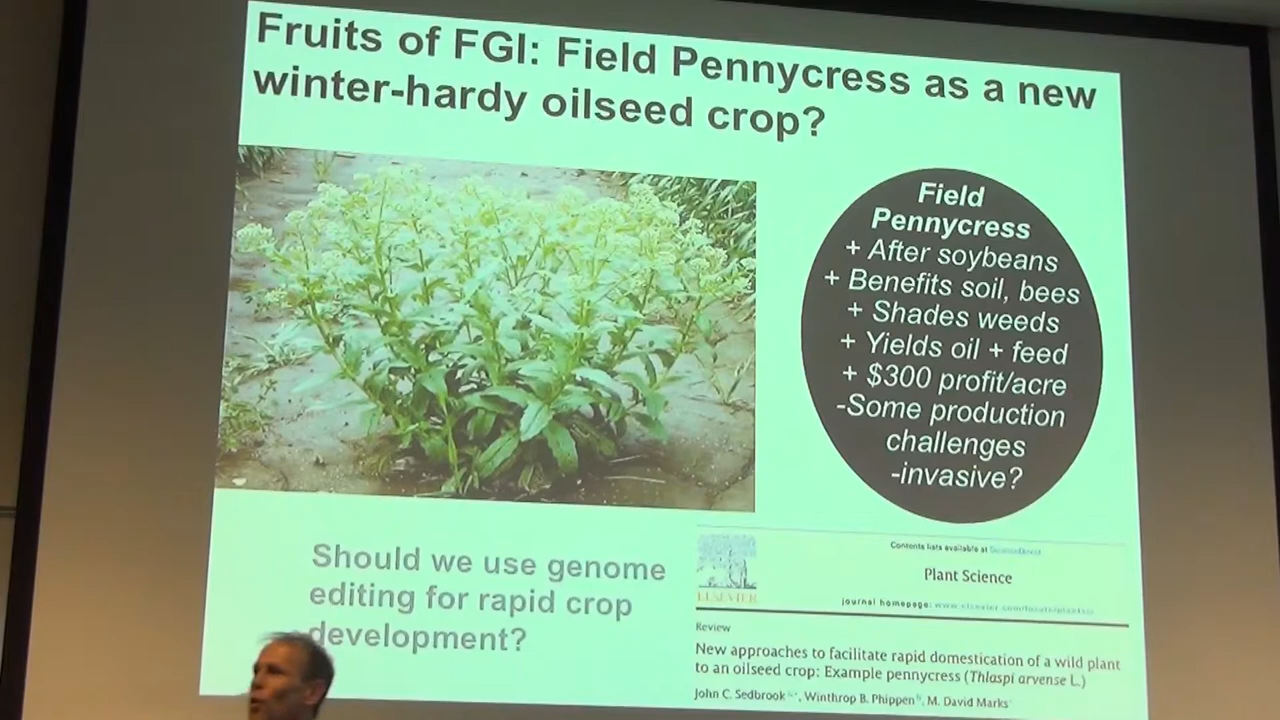 Fruits of FGI: Field Pennycress as a new
winter-hardy oilseed crop?
Field
Pennycress
+ After soybeans
+ Benefits soil, bees
+ Shades weeds
+ Yields oil + feed
+ $300 profit/acre
-Some production
challenges
-invasive?
Should we use genome
editing for rapid crop
development?
ELSEVIER
Contents lists available at ScienceDirect
Plant Science
journal homepage:
Review
New approaches to facilitate rapid domestication of a wild plant
to an oilseed crop: Example pennycress (Thlaspi arvense L.)
John C. Sedbrook, Winthrop B. Phippen, M. David Marks